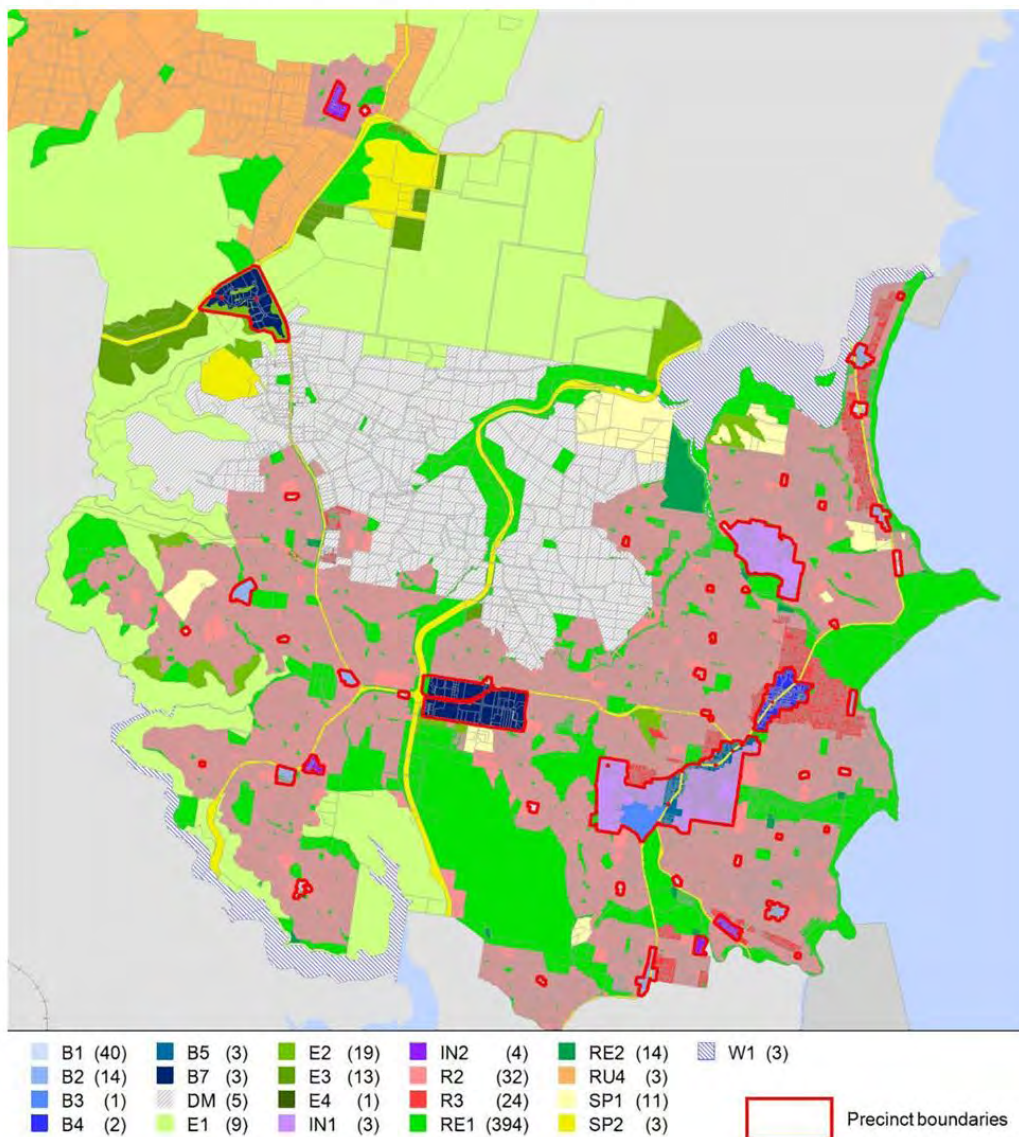 B1 (40) B5 (3) E2 (19) IN2 (4) RE2 (14) W1 (3)
B2 (14) B7 (3) E3 (13) R2 (32) RU4 (3)
B3 (1) DM (5) E4 (1) R3 (24) SP1 (11) Precinct boundaries
B4 (2) E1 (9) IN1 (3) RE1 (394) SP2 (3)